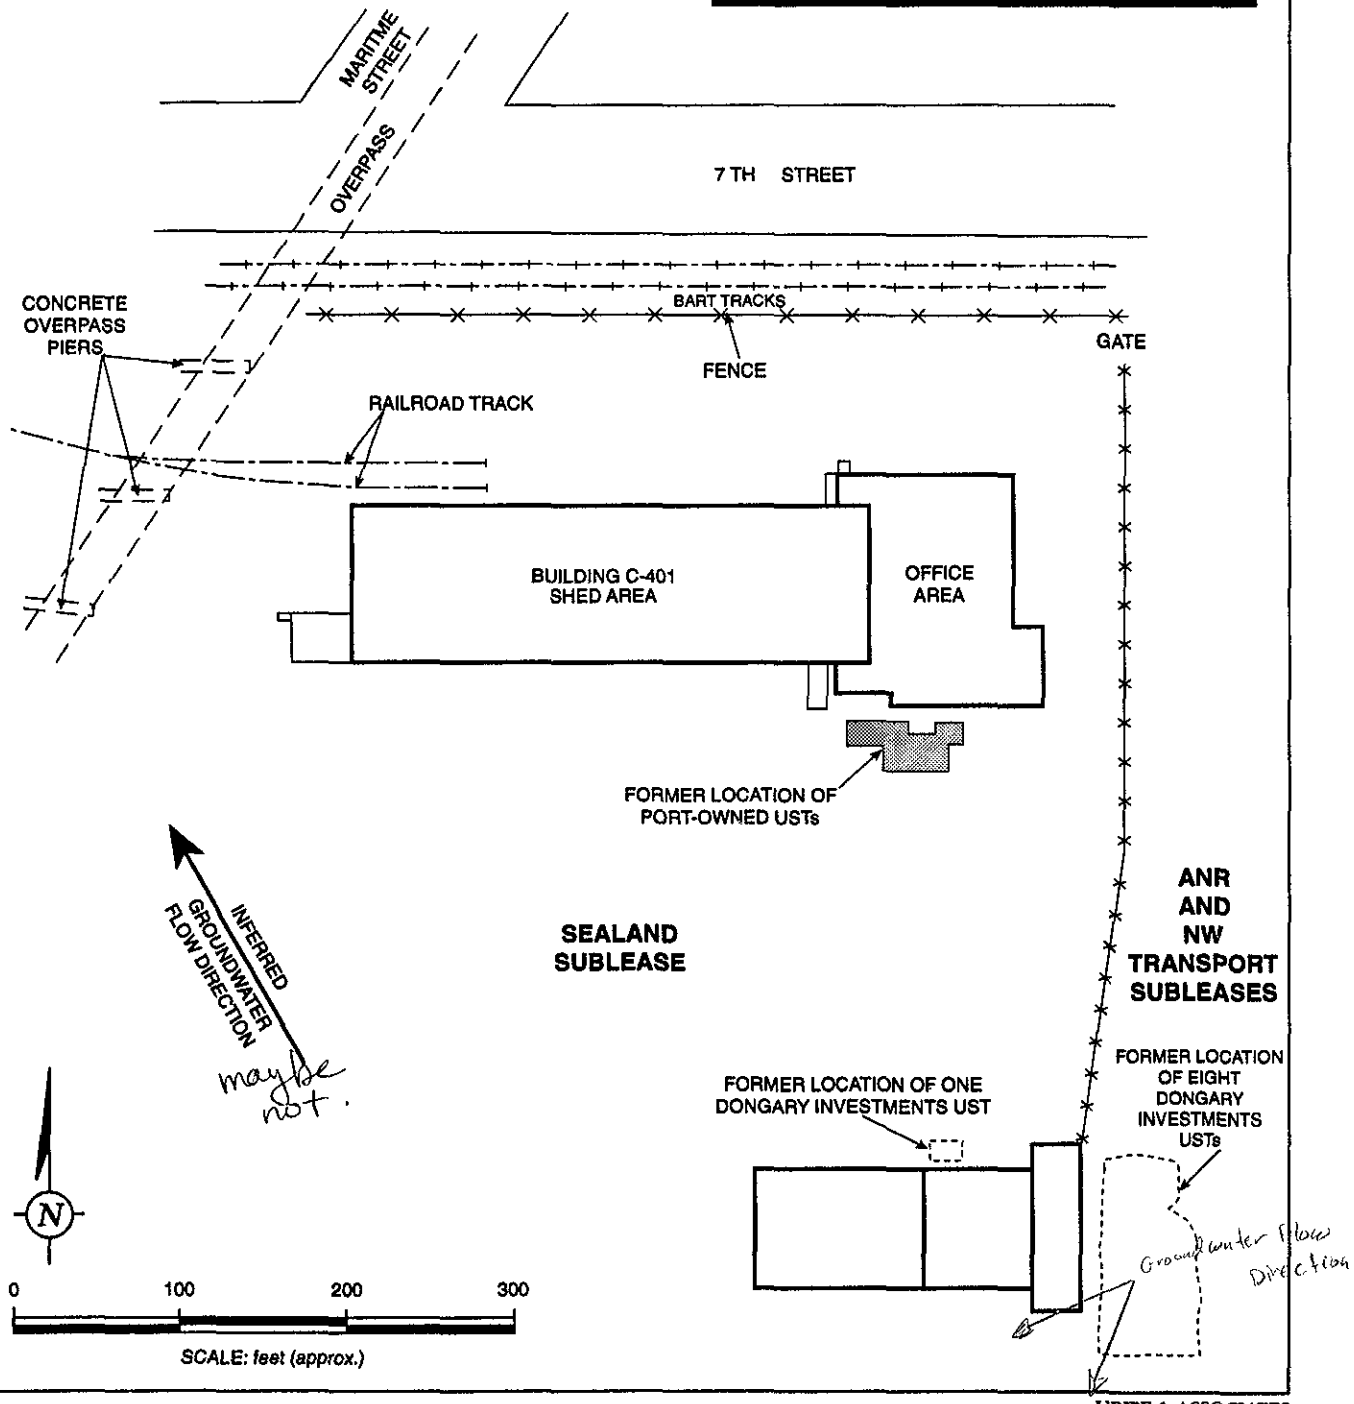 MARITME
STREET
OVERPASS
7 TH STREET
BART TRACKS
CONCRETE
OVERPASS
PIERS
GATE
FENCE
RAILROAD TRACK
BUILDING C-401
SHED AREA
OFFICE
AREA
FORMER LOCATION OF
PORT-OWNED USTs
INFERRED
GROUNDWATER
FLOW DIRECTION
maybe
not.
SEALAND
SUBLEASE
ANR
AND
NW
TRANSPORT
SUBLEASES
FORMER LOCATION OF ONE
DONGARY INVESTMENTS UST
FORMER LOCATION
OF EIGHT
DONGARY
INVESTMENTS
USTs
Groundwater Flow
Direction
N
0 100 200 300
SCALE: feet (approx.)